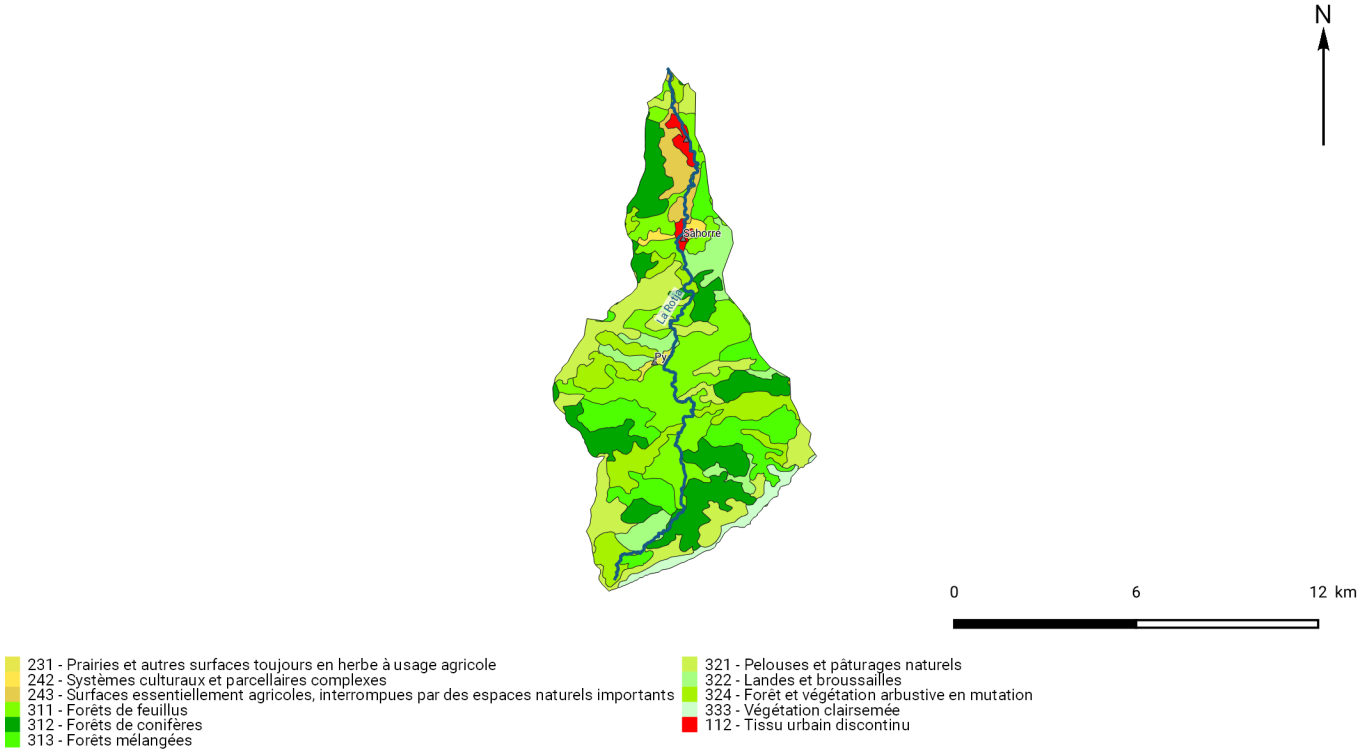 N
Sahorre
La Rotja
Py
0 6 12 km
231 - Prairies et autres surfaces toujours en herbe à usage agricole
242 - Systèmes culturaux et parcellaires complexes
243 - Surfaces essentiellement agricoles, interrompues par des espaces naturels importants
311 - Forêts de feuillus
312 - Forêts de conifères
313 - Forêts mélangées
321 - Pelouses et pâturages naturels
322 - Landes et broussailles
324 - Forêt et végétation arbustive en mutation
333 - Végétation clairsemée
112 - Tissu urbain discontinu